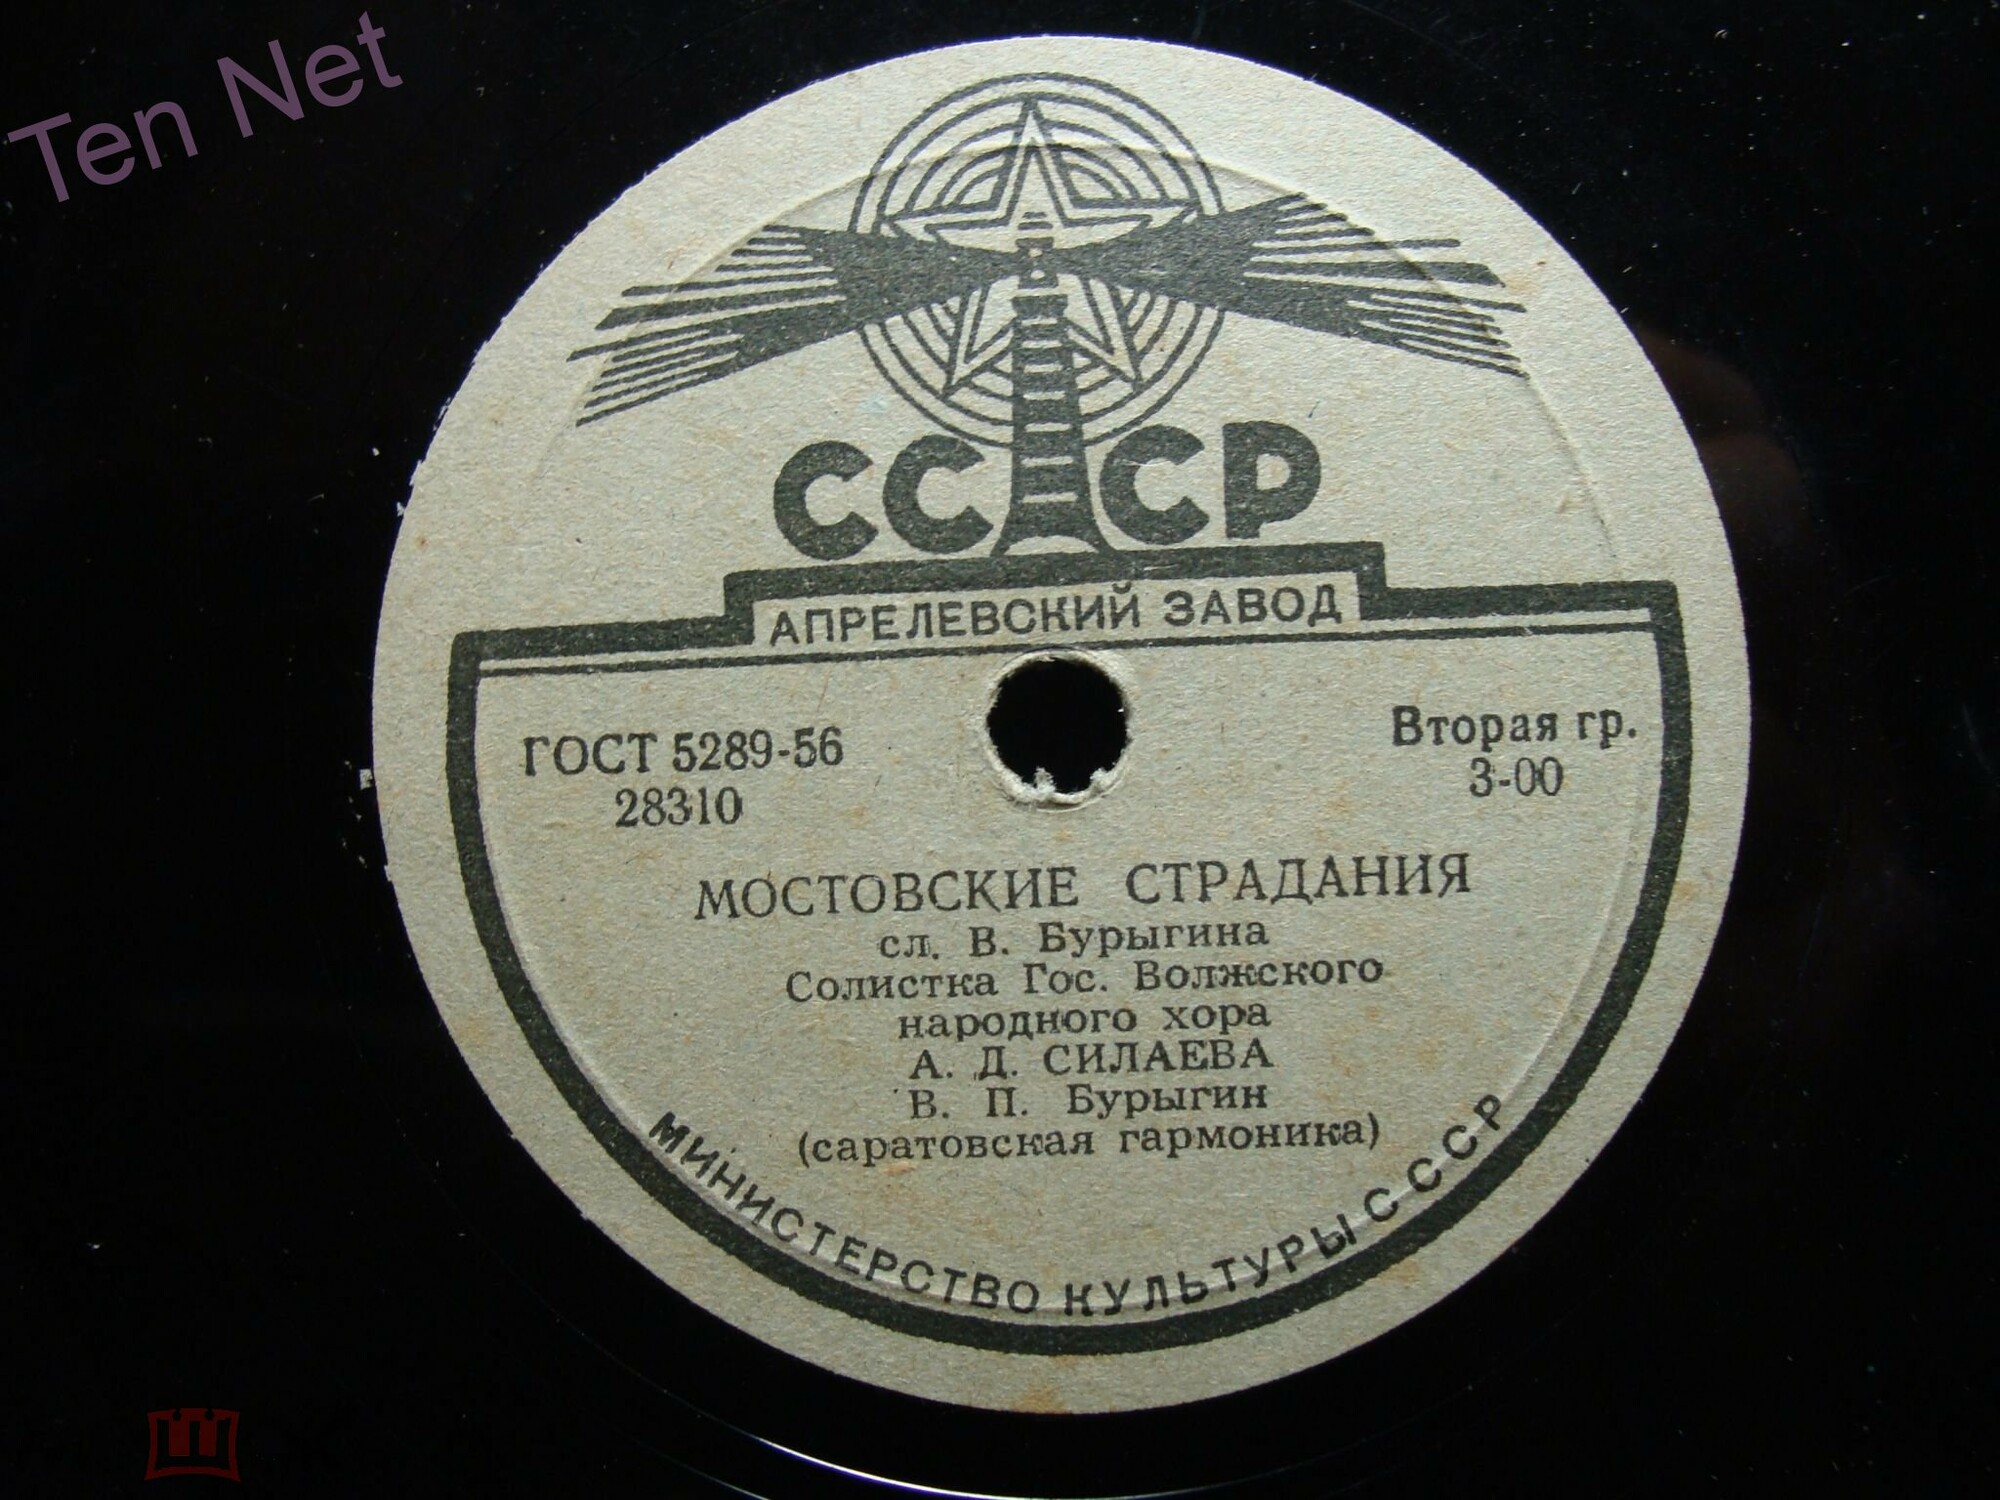 Ten Net
СССР
АПРЕЛЕВСКИЙ ЗАВОД
ГОСТ 5289-56
28310
Вторая гр.
3-00
МОСТОВСКИЕ СТРАДАНИЯ
сл. В. Бурыгина
Солистка Гос. Волжского
народного хора
А. Д. СИЛАЕВА
В. П. Бурыгин
(саратовская гармоника)
МИНИСТЕРСТВО КУЛЬТУРЫ СССР